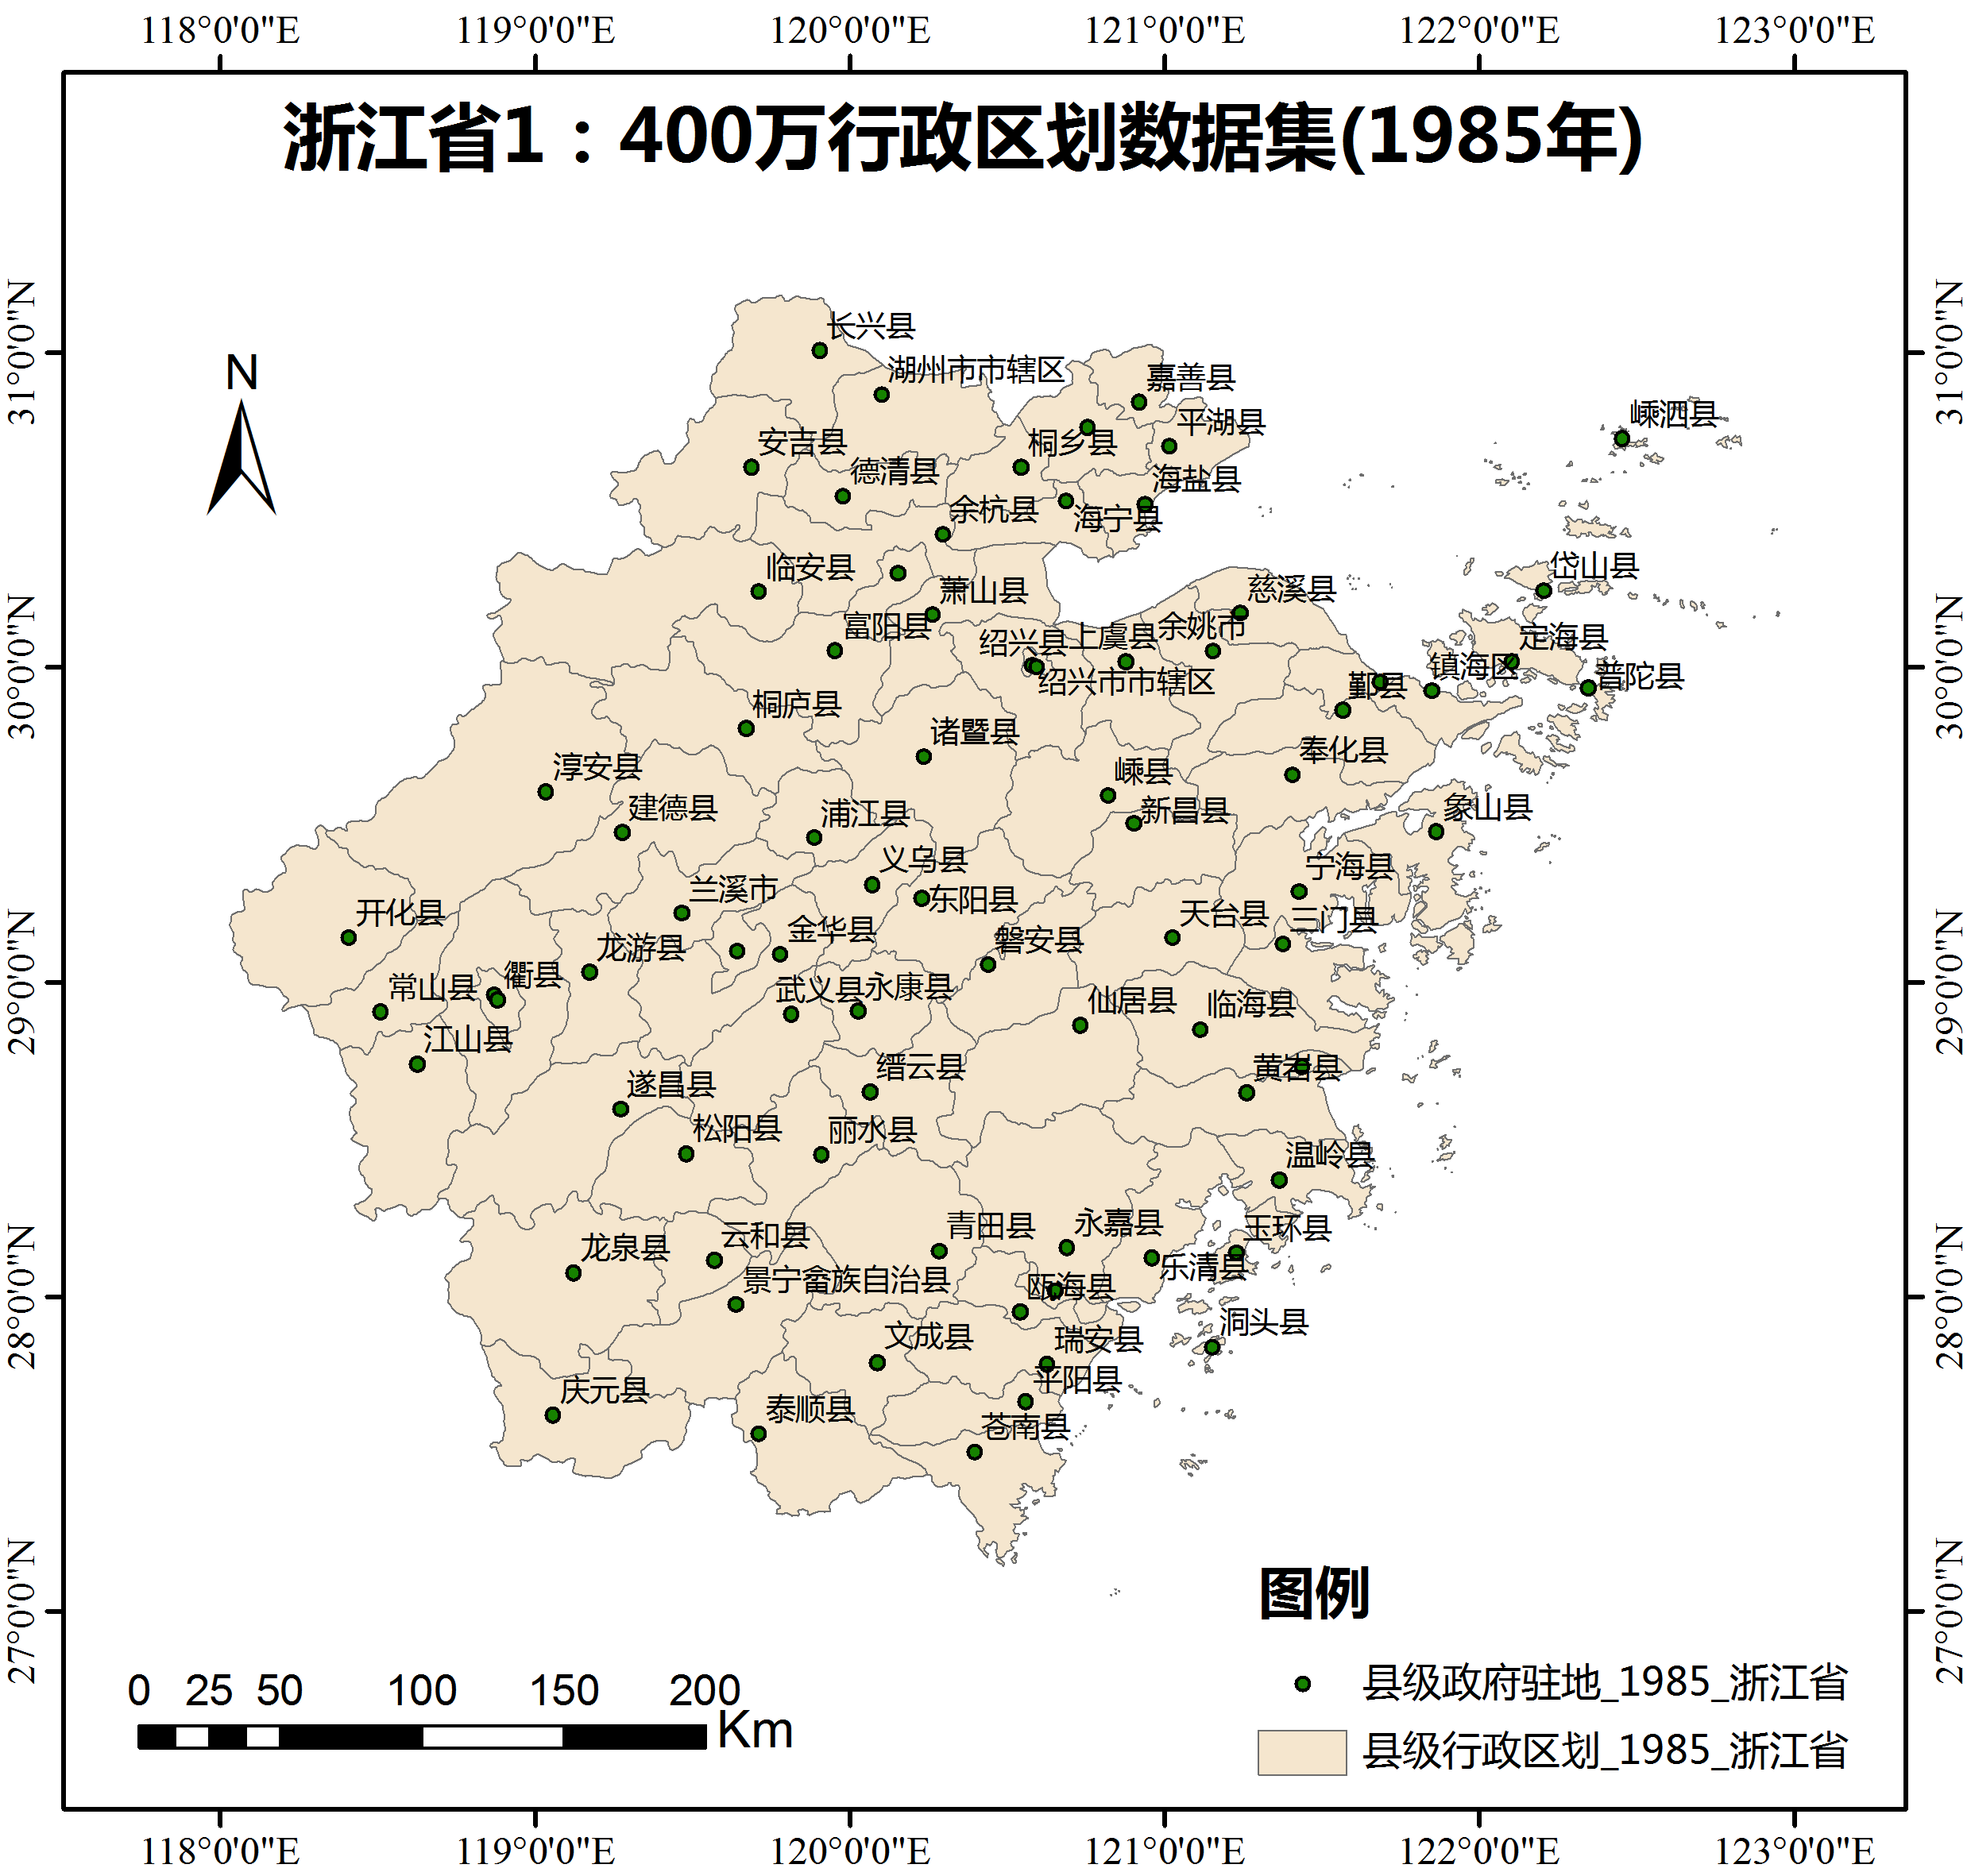 118°0'0"E
119°0'0"E
120°0'0"E
121°0'0"E
122°0'0"E
123°0'0"E
浙江省1：400万行政区划数据集(1985年)
31°0'0"N
30°0'0"N
29°0'0"N
28°0'0"N
27°0'0"N
31°0'0"N
30°0'0"N
29°0'0"N
28°0'0"N
27°0'0"N
N
长兴县
湖州市市辖区
嘉善县
平湖县
嵊泗县
安吉县
桐乡县
德清县
海盐县
余杭县
海宁县
临安县
岱山县
萧山县
慈溪县
富阳县
绍兴县
上虞县
余姚市
定海县
绍兴市市辖区
镇海区
普陀县
鄞县
桐庐县
诸暨县
奉化县
淳安县
嵊县
建德县
浦江县
新昌县
象山县
义乌县
宁海县
兰溪市
东阳县
开化县
天台县
三门县
金华县
龙游县
磐安县
衢县
常山县
武义县
永康县
仙居县
临海县
江山县
缙云县
黄岩县
遂昌县
松阳县
丽水县
温岭县
青田县
永嘉县
玉环县
云和县
龙泉县
乐清县
景宁畲族自治县
瓯海县
洞头县
文成县
瑞安县
平阳县
庆元县
泰顺县
苍南县
图例
县级政府驻地_1985_浙江省
县级行政区划_1985_浙江省
0 25 50 100 150 200
Km
118°0'0"E
119°0'0"E
120°0'0"E
121°0'0"E
122°0'0"E
123°0'0"E